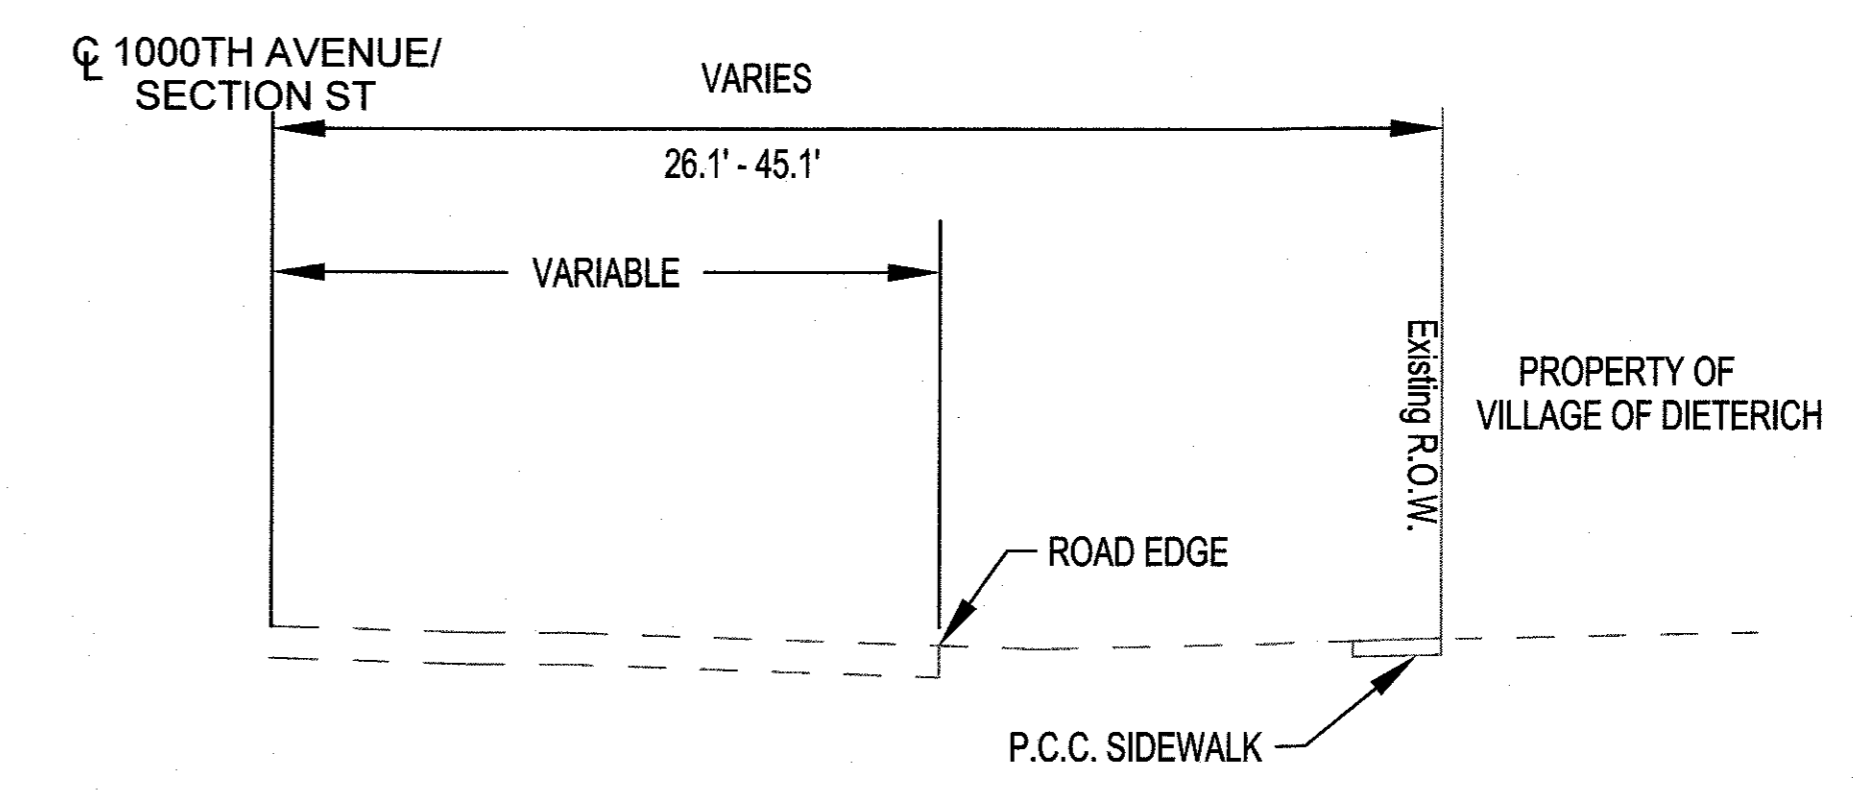 ℄ 1000TH AVENUE/
SECTION ST
VARIES
26.1' - 45.1'
VARIABLE
Existing R.O.W.
PROPERTY OF
VILLAGE OF DIETERICH
ROAD EDGE
P.C.C. SIDEWALK